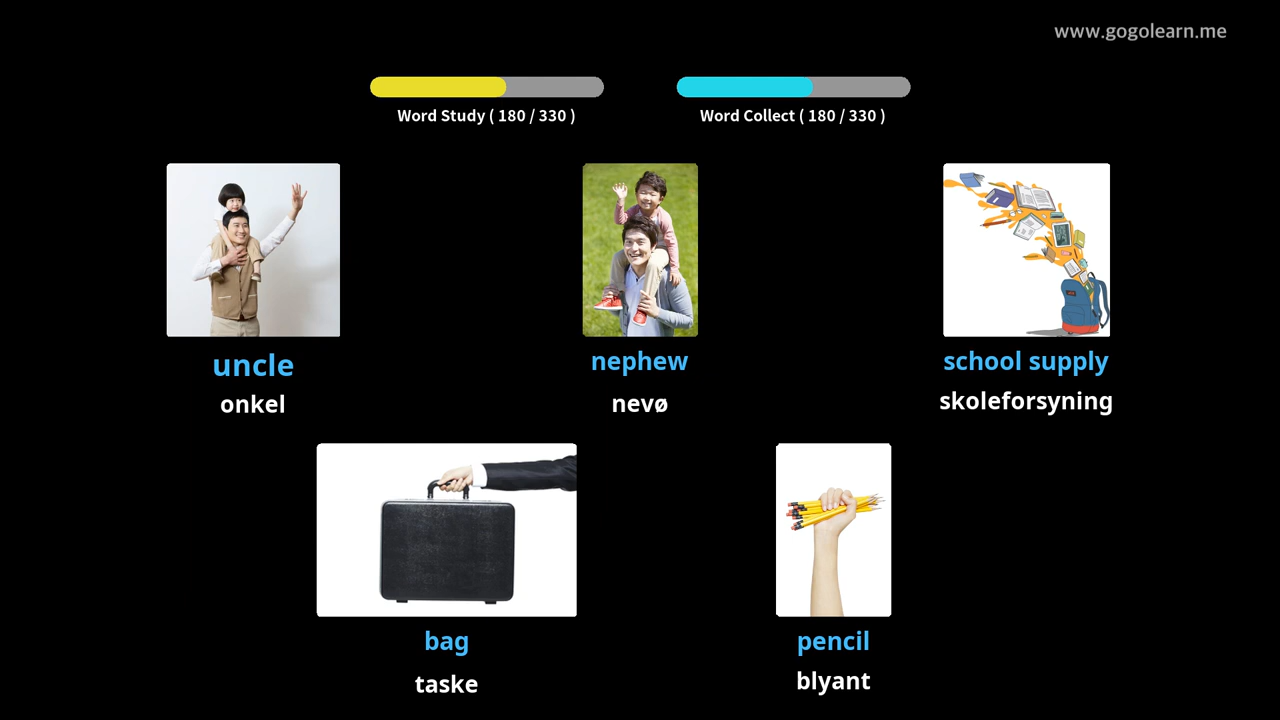 www.gogolearn.me
Word Study ( 180 / 330 )
Word Collect ( 180 / 330 )
uncle
onkel
nephew
nevø
school supply
skoleforsyning
bag
taske
pencil
blyant